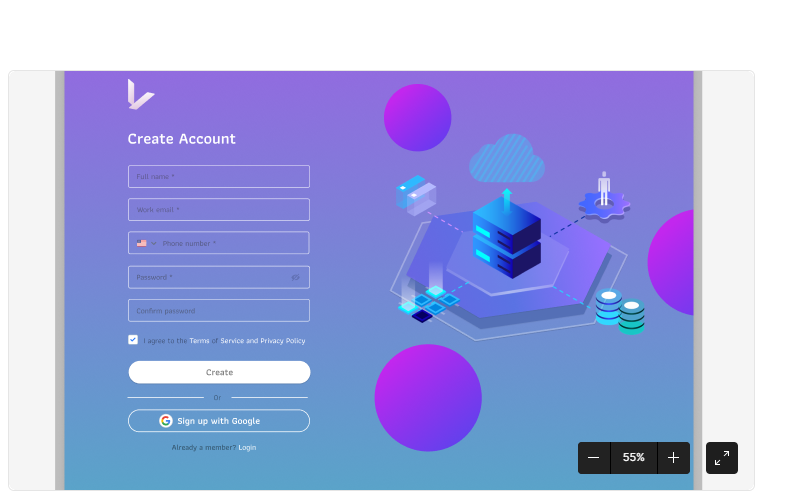 Create Account
Full name *
Work email *
Phone number *
Password *
Confirm password
I agree to the Terms of Service and Privacy Policy
Create
Or
Sign up with Google
Already a member? Login
55%